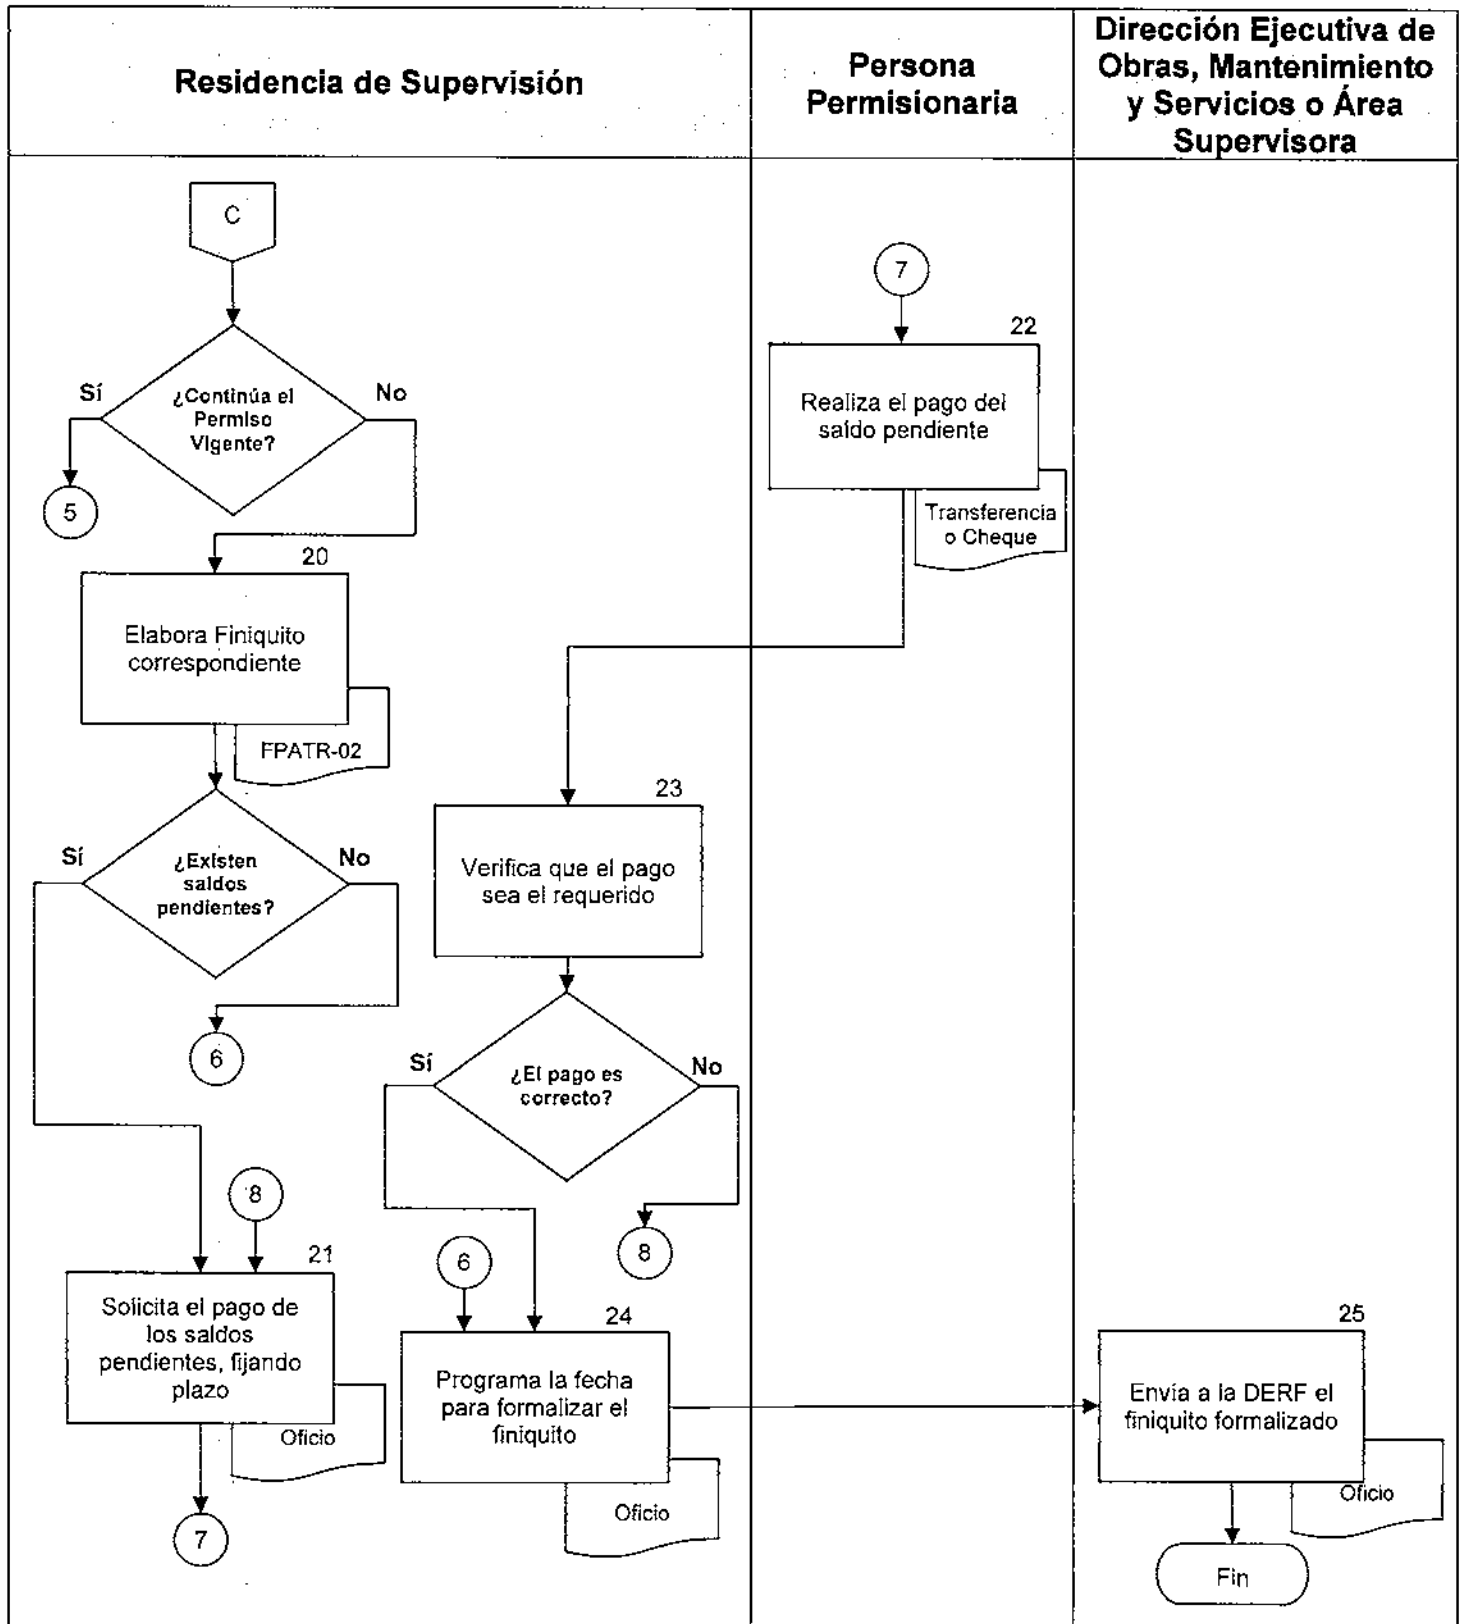 Residencia de Supervisión
Persona
Permisionaria
Dirección Ejecutiva de
Obras, Mantenimiento
y Servicios o Área
Supervisora
C
¿Continúa el
Permiso
Vigente?
Sí
No
5
20
Elabora Finiquito
correspondiente
FPATR-02
¿Existen
saldos
pendientes?
Sí
No
6
8
21
Solicita el pago de
los saldos
pendientes, fijando
plazo
Oficio
7
7
22
Realiza el pago del
saldo pendiente
Transferencia
o Cheque
23
Verifica que el pago
sea el requerido
¿El pago es
correcto?
Sí
No
8
6
24
Programa la fecha
para formalizar el
finiquito
Oficio
25
Envía a la DERF el
finiquito formalizado
Oficio
Fin